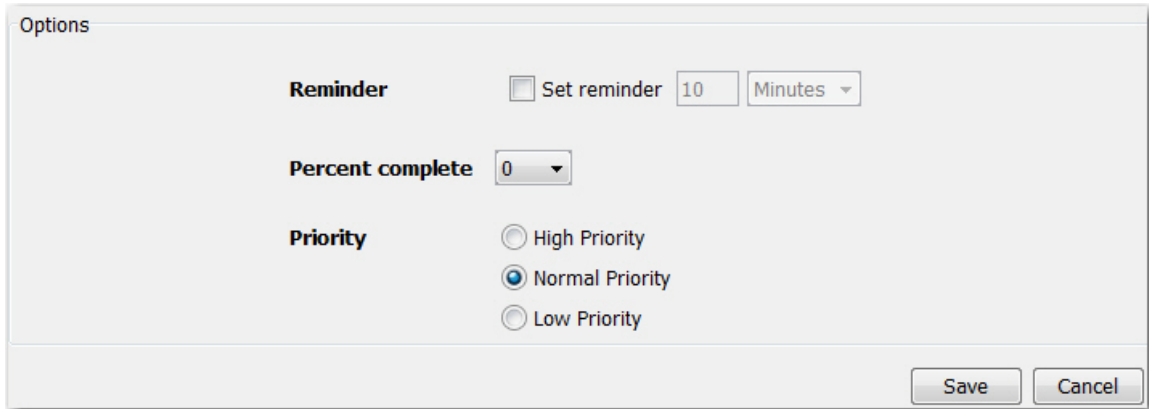 Options
Reminder Set reminder 10 Minutes
Percent complete 0
Priority High Priority
Normal Priority
Low Priority
Save Cancel